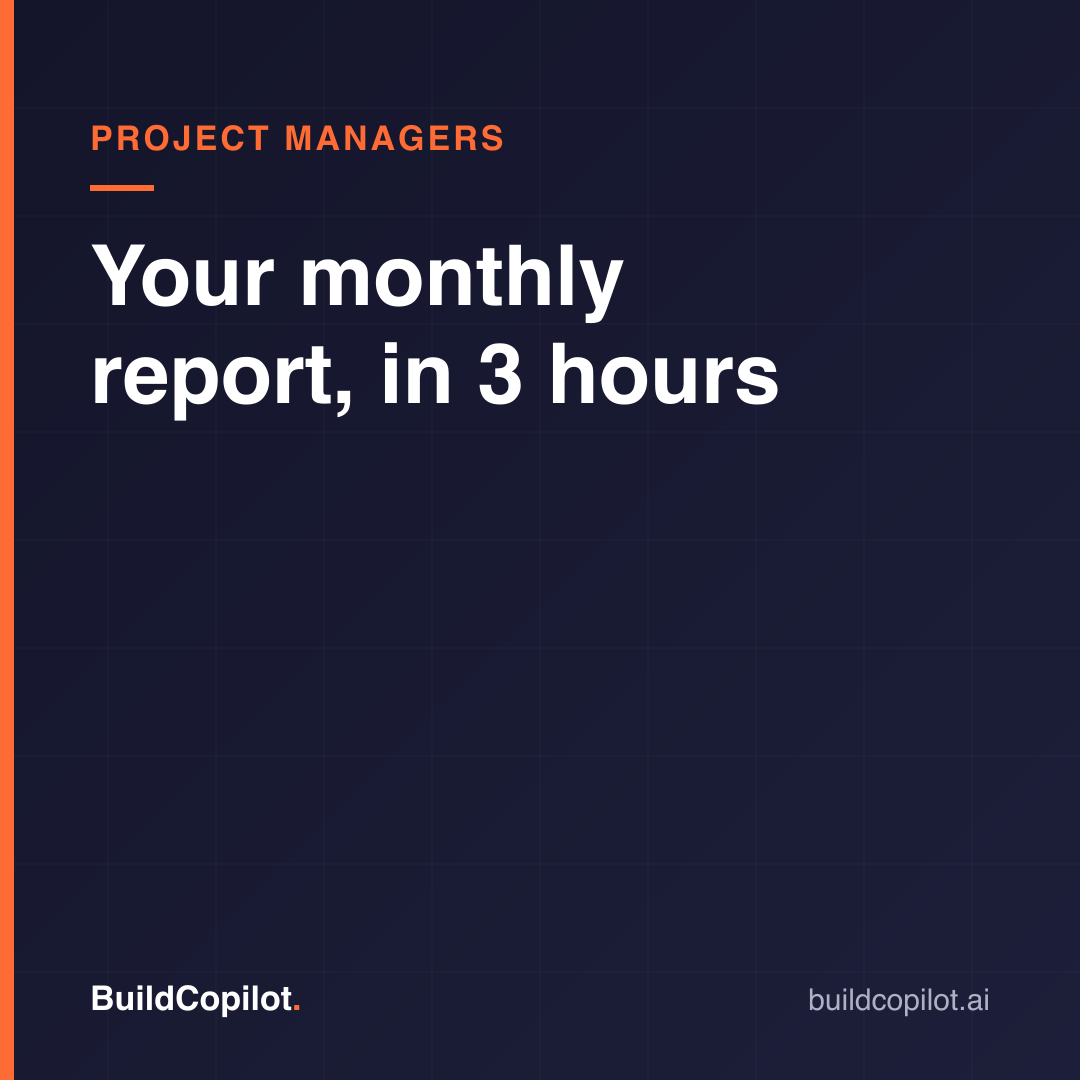 PROJECT MANAGERS
Your monthly
report, in 3 hours
BuildCopilot.
buildcopilot.ai